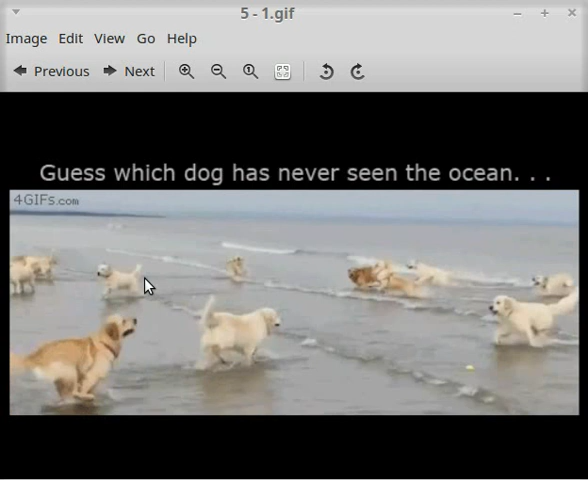 5 - 1.gif
Image Edit View Go Help
Previous Next
Guess which dog has never seen the ocean. . .
4GIFs.com